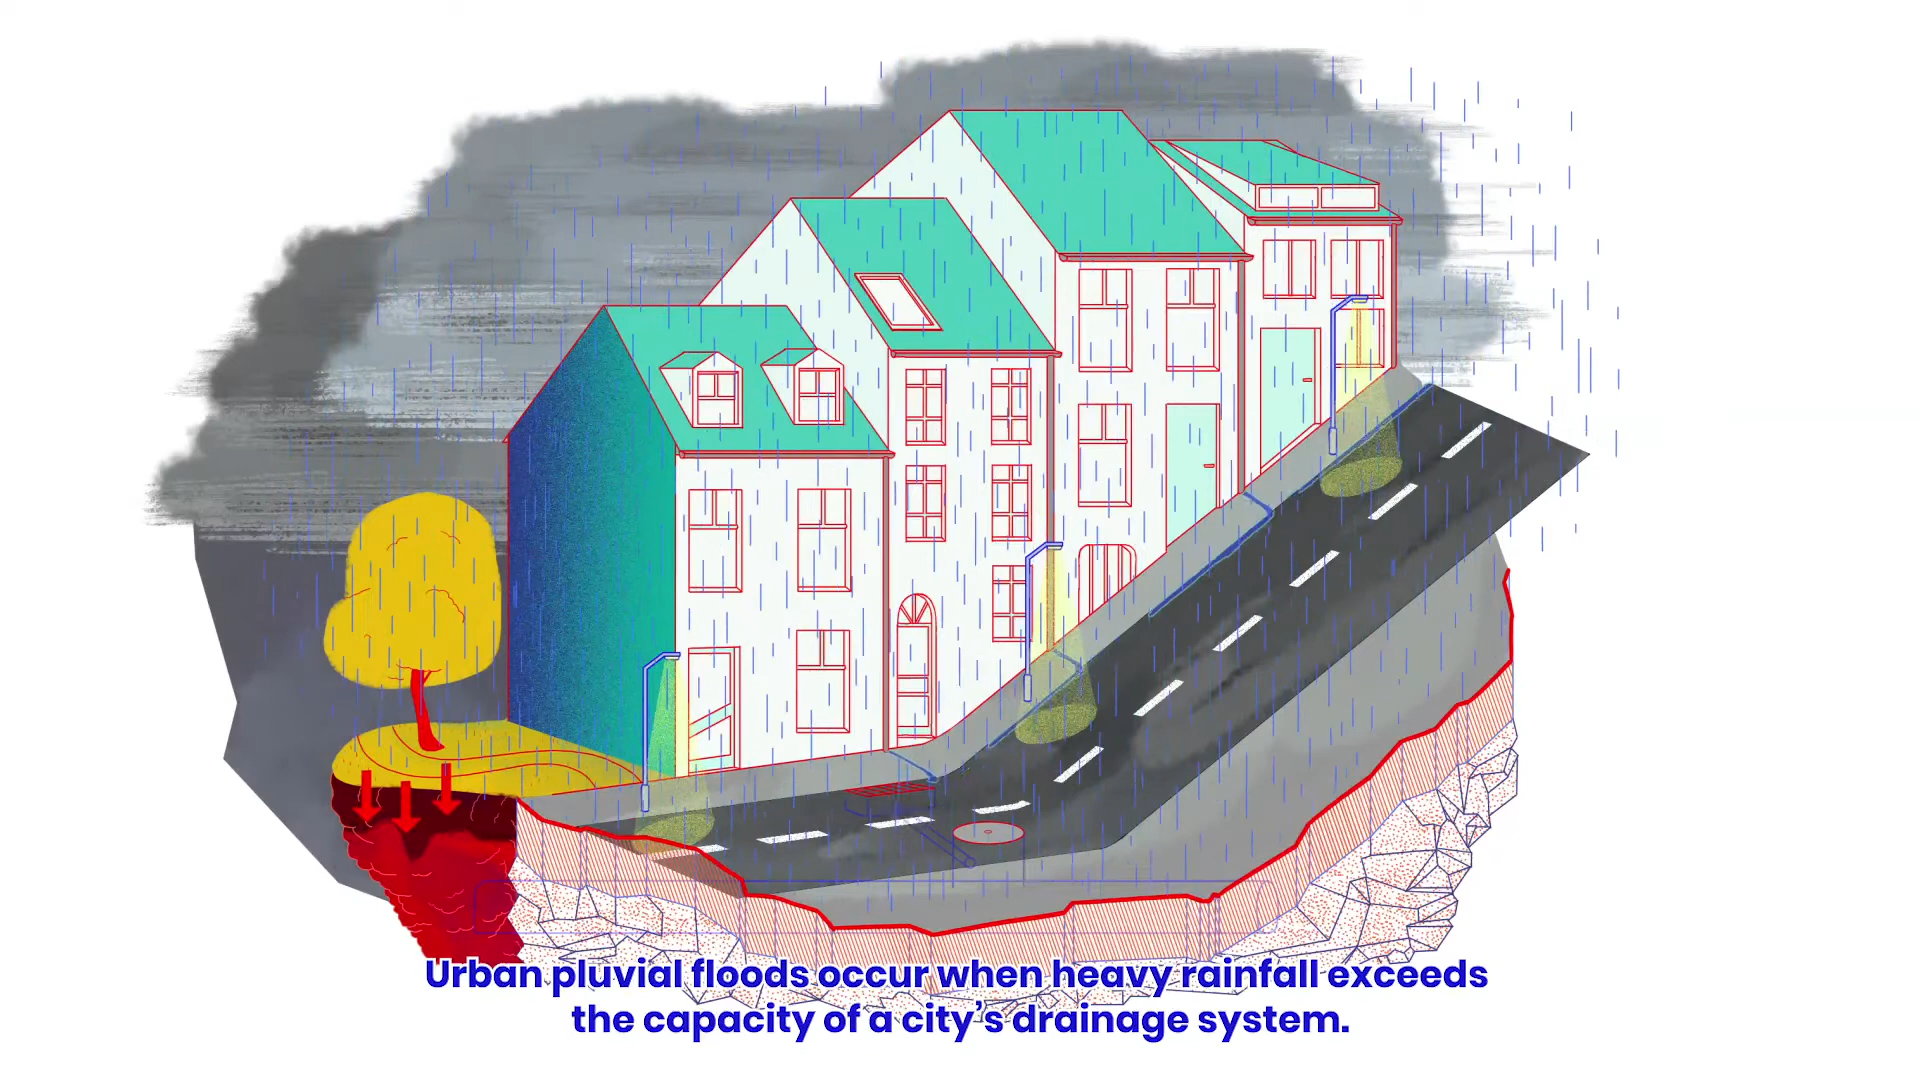 Urban pluvial floods occur when heavy rainfall exceeds
the capacity of a city’s drainage system.